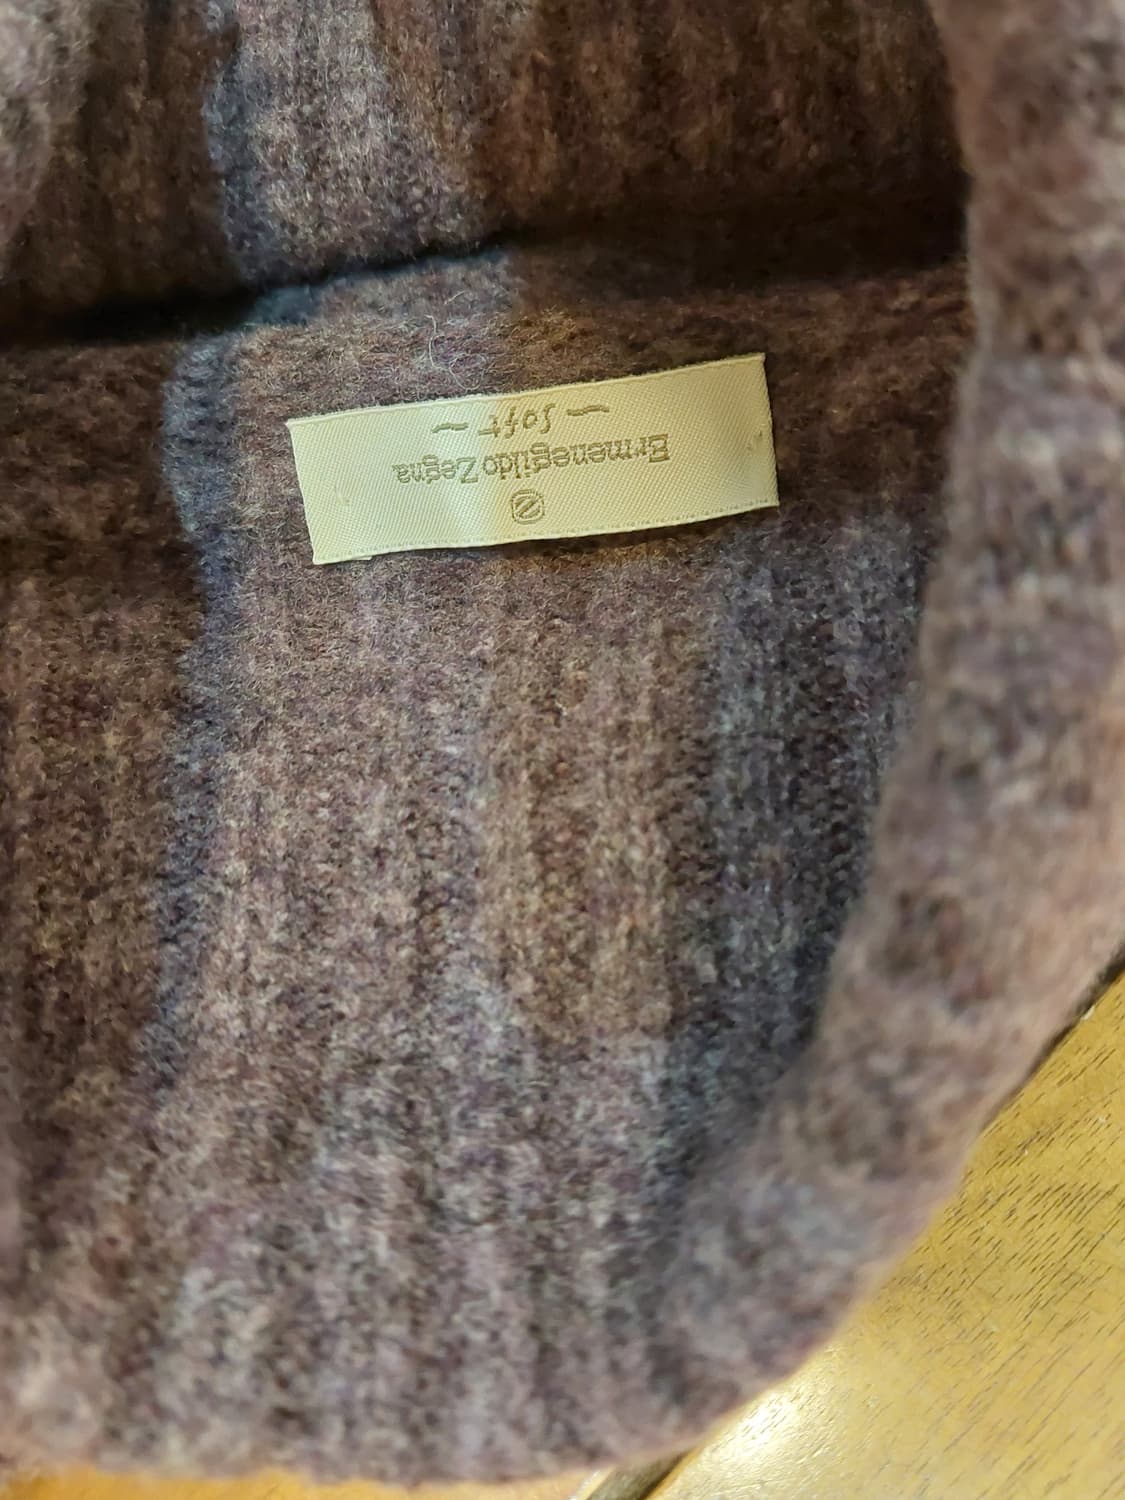 Ermenegildo Zegna
~ Soft ~